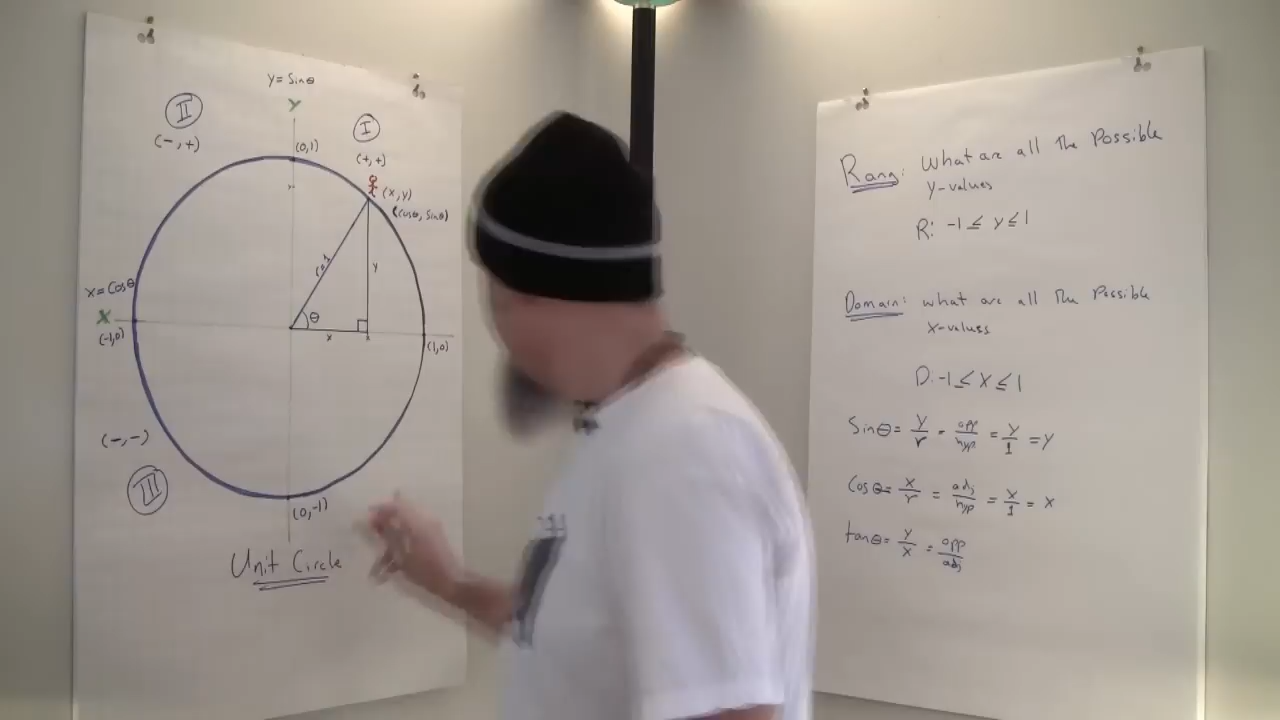 y = Sinθ
Y
II
(-,+)
I
(+,+)
(0,1)
(x,y)
(cosθ, Sinθ)
y
θ
x
x = Cosθ
X
(-1,0)
(1,0)
(-,-)
III
(0,-1)
Unit Circle
Rang: What are all The Possible
y-values
R: -1 ≤ y ≤ 1
Domain: what are all The Possible
x-values
D: -1 ≤ x ≤ 1
Sinθ = y/r = opp/hyp = y/1 = y
Cosθ = x/r = adj/hyp = x/1 = x
tanθ = y/x = opp/adj